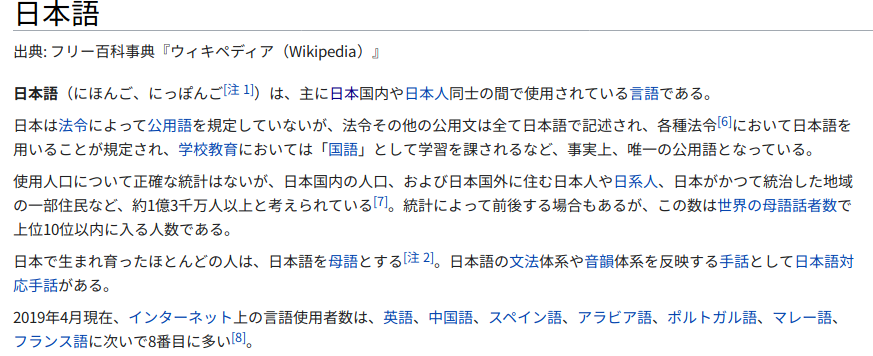 日本語
出典: フリー百科事典『ウィキペディア（Wikipedia）』
日本語（にほんご、にっぽんご[注 1]）は、主に日本国内や日本人同士の間で使用されている言語である。
日本は法令によって公用語を規定していないが、法令その他の公用文は全て日本語で記述され、各種法令[6]において日本語を
用いることが規定され、学校教育においては「国語」として学習を課されるなど、事実上、唯一の公用語となっている。
使用人口について正確な統計はないが、日本国内の人口、および日本国外に住む日本人や日系人、日本がかつて統治した地域
の一部住民など、約1億3千万人以上と考えられている[7]。統計によって前後する場合もあるが、この数は世界の母語話者数で
上位10位以内に入る人数である。
日本で生まれ育ったほとんどの人は、日本語を母語とする[注 2]。日本語の文法体系や音韻体系を反映する手話として日本語対
応手話がある。
2019年4月現在、インターネット上の言語使用者数は、英語、中国語、スペイン語、アラビア語、ポルトガル語、マレー語、
フランス語に次いで8番目に多い[8]。